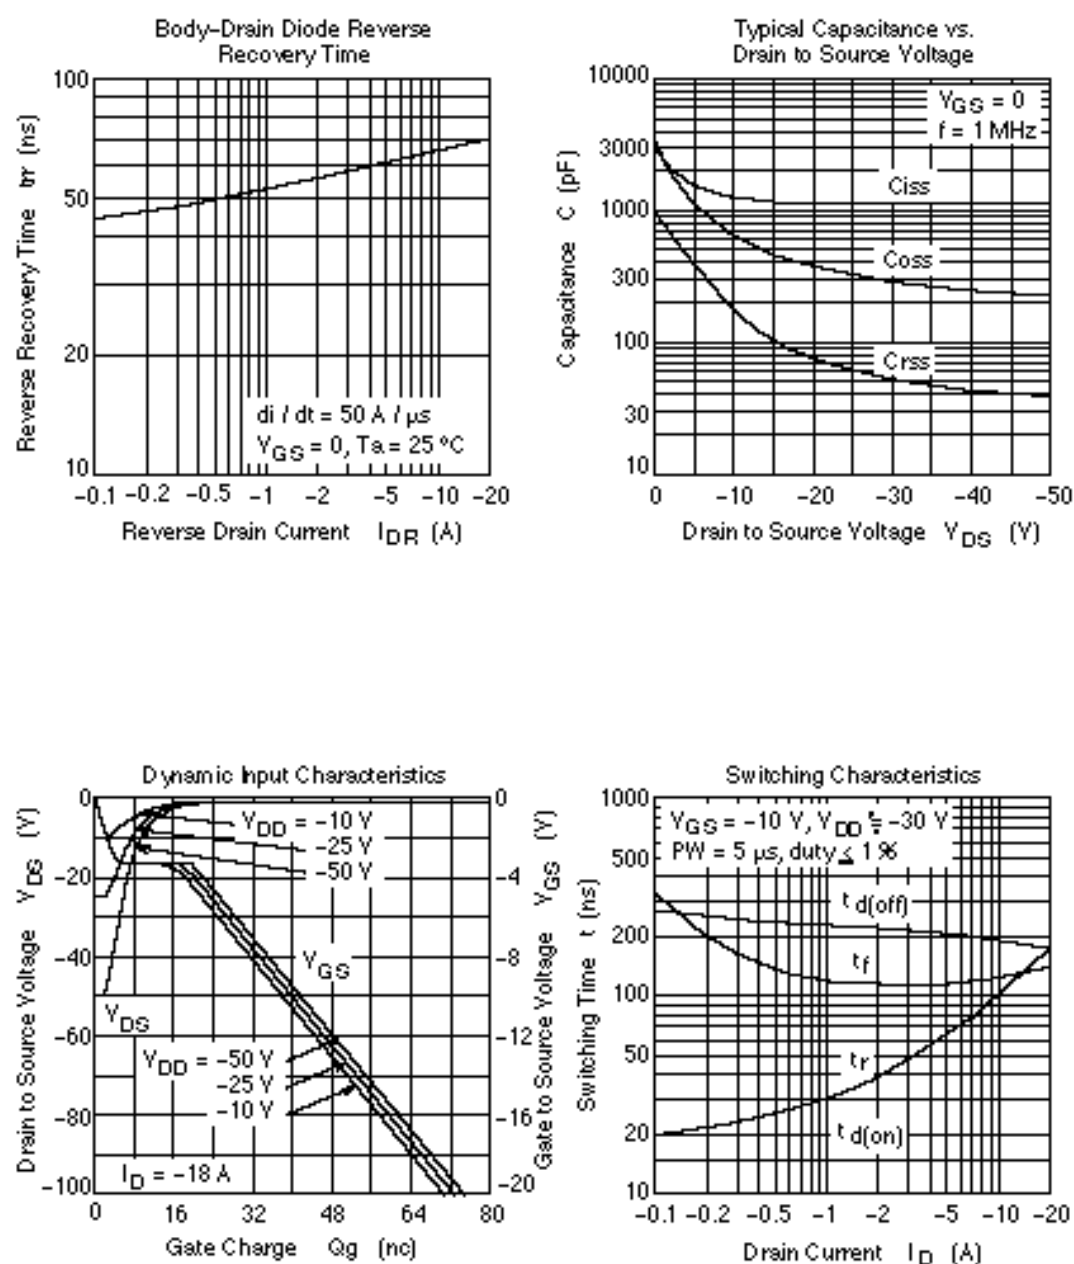 Body–Drain Diode Reverse
Recovery Time
100
50
20
10
Reverse Recovery Time trr (ns)
di / dt = 50 A / µs
VGS = 0, Ta = 25 °C
–0.1 –0.2 –0.5 –1 –2 –5 –10 –20
Reverse Drain Current IDR (A)
Typical Capacitance vs.
Drain to Source Voltage
10000
3000
1000
300
100
30
10
Capacitance C (pF)
VGS = 0
f = 1 MHz
Ciss
Coss
Crss
0 –10 –20 –30 –40 –50
Drain to Source Voltage VDS (V)
Dynamic Input Characteristics
0
–20
–40
–60
–80
–100
Drain to Source Voltage VDS (V)
VDD = –10 V
–25 V
–50 V
VGS
VDS
VDD = –50 V
–25 V
–10 V
ID = –18 A
0
–4
–8
–12
–16
–20
Gate to Source Voltage VGS (V)
0 16 32 48 64 80
Gate Charge Qg (nc)
Switching Characteristics
1000
500
200
100
50
20
10
Switching Time t (ns)
VGS = –10 V, VDD ≒ –30 V
PW = 5 µs, duty ≤ 1 %
td(off)
tf
tr
td(on)
–0.1 –0.2 –0.5 –1 –2 –5 –10 –20
Drain Current ID (A)